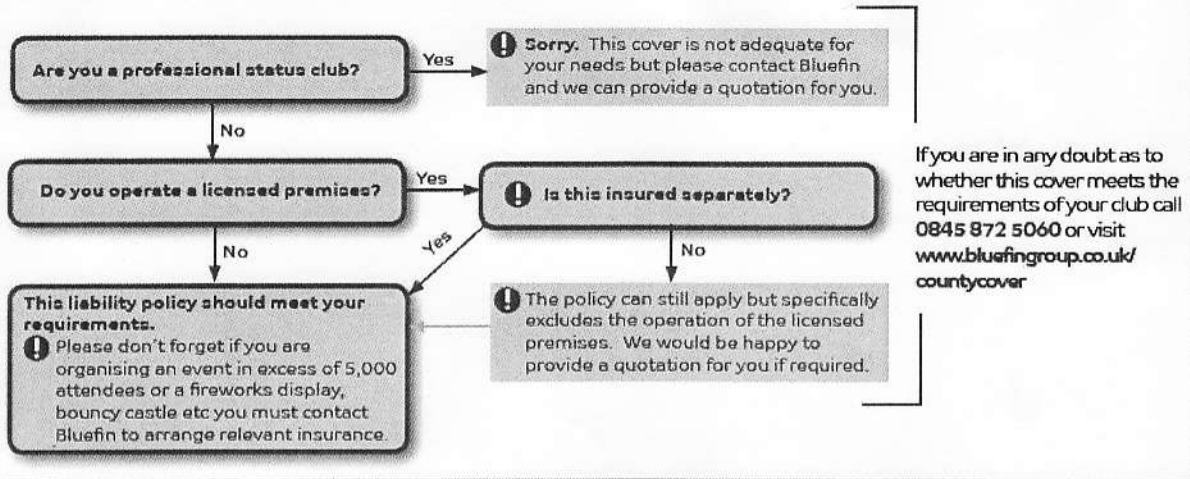 Are you a professional status club?
Yes
! Sorry. This cover is not adequate for
your needs but please contact Bluefin
and we can provide a quotation for you.
No
Do you operate a licensed premises?
Yes
! Is this insured separately?
No
Yes
No
This liability policy should meet your
requirements.
! Please don't forget if you are
organising an event in excess of 5,000
attendees or a fireworks display,
bouncy castle etc you must contact
Bluefin to arrange relevant insurance.
! The policy can still apply but specifically
excludes the operation of the licensed
premises. We would be happy to
provide a quotation for you if required.
If you are in any doubt as to
whether this cover meets the
requirements of your club call
0845 872 5060 or visit
www.bluefingroup.co.uk/
countycover